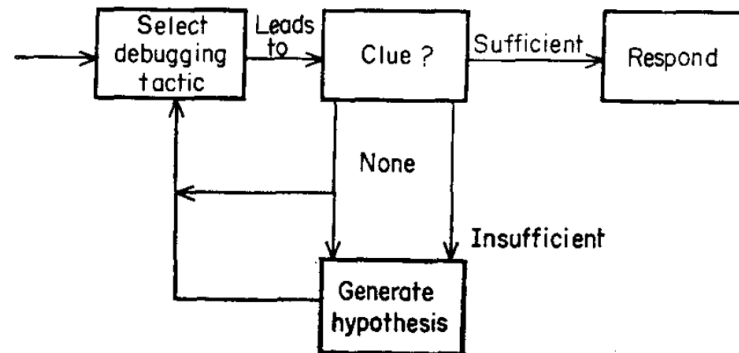 Select
debugging
tactic
Leads
to
Clue ?
Sufficient
Respond
None
Insufficient
Generate
hypothesis